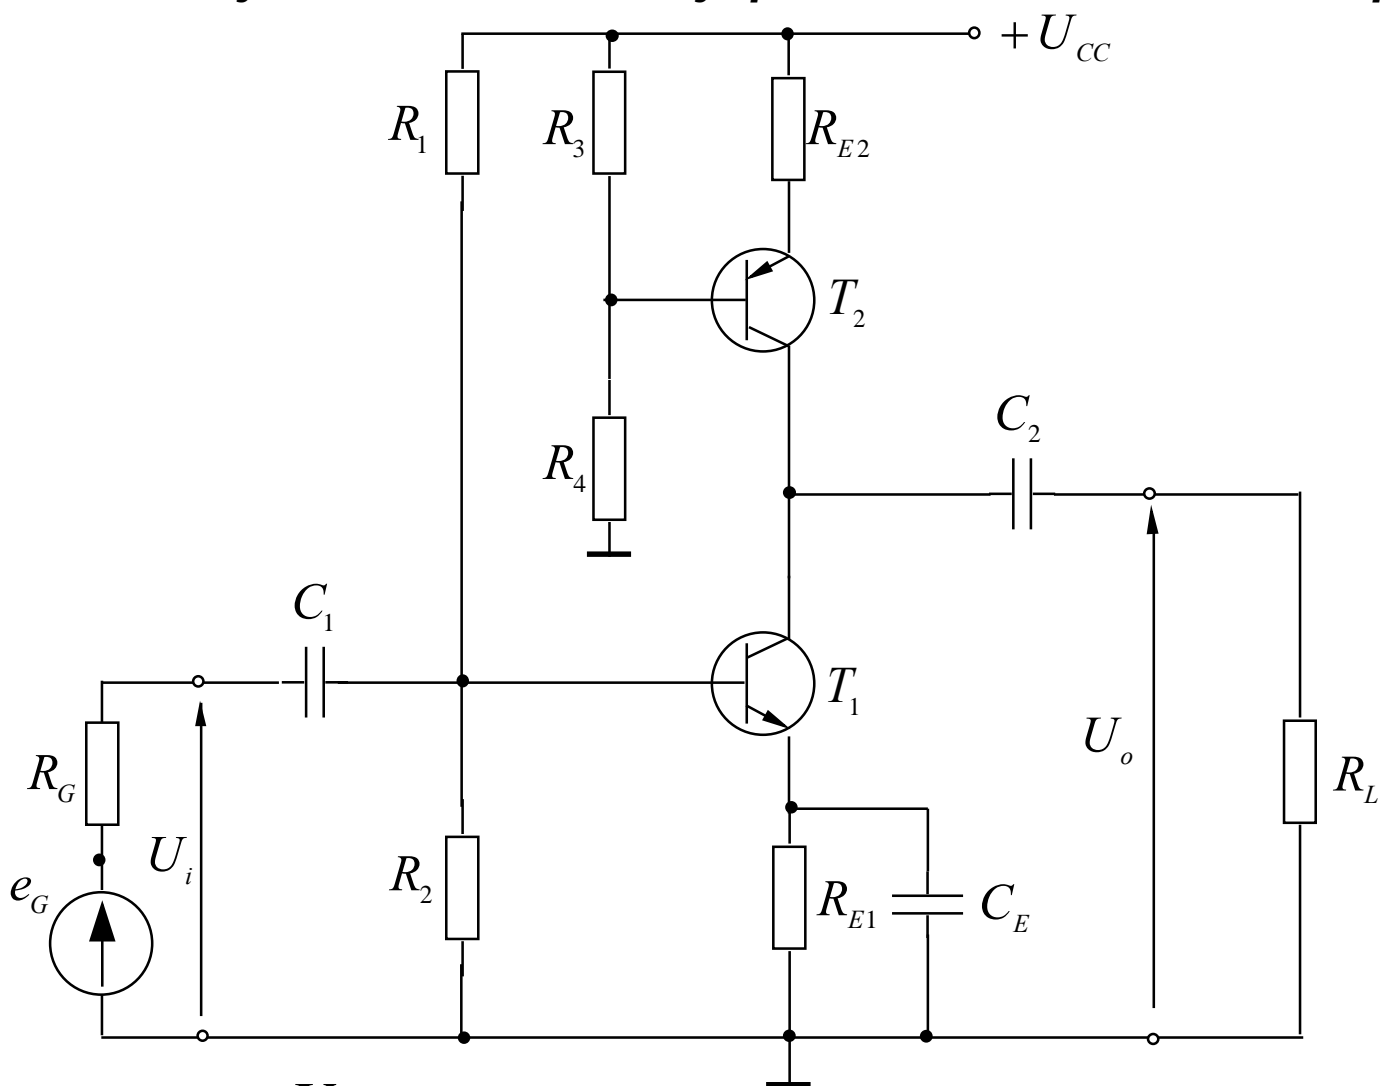 +U_CC
R_1
R_3
R_E2
T_2
C_2
R_4
C_1
T_1
U_o
R_G
R_L
U_i
e_G
R_2
R_E1
C_E